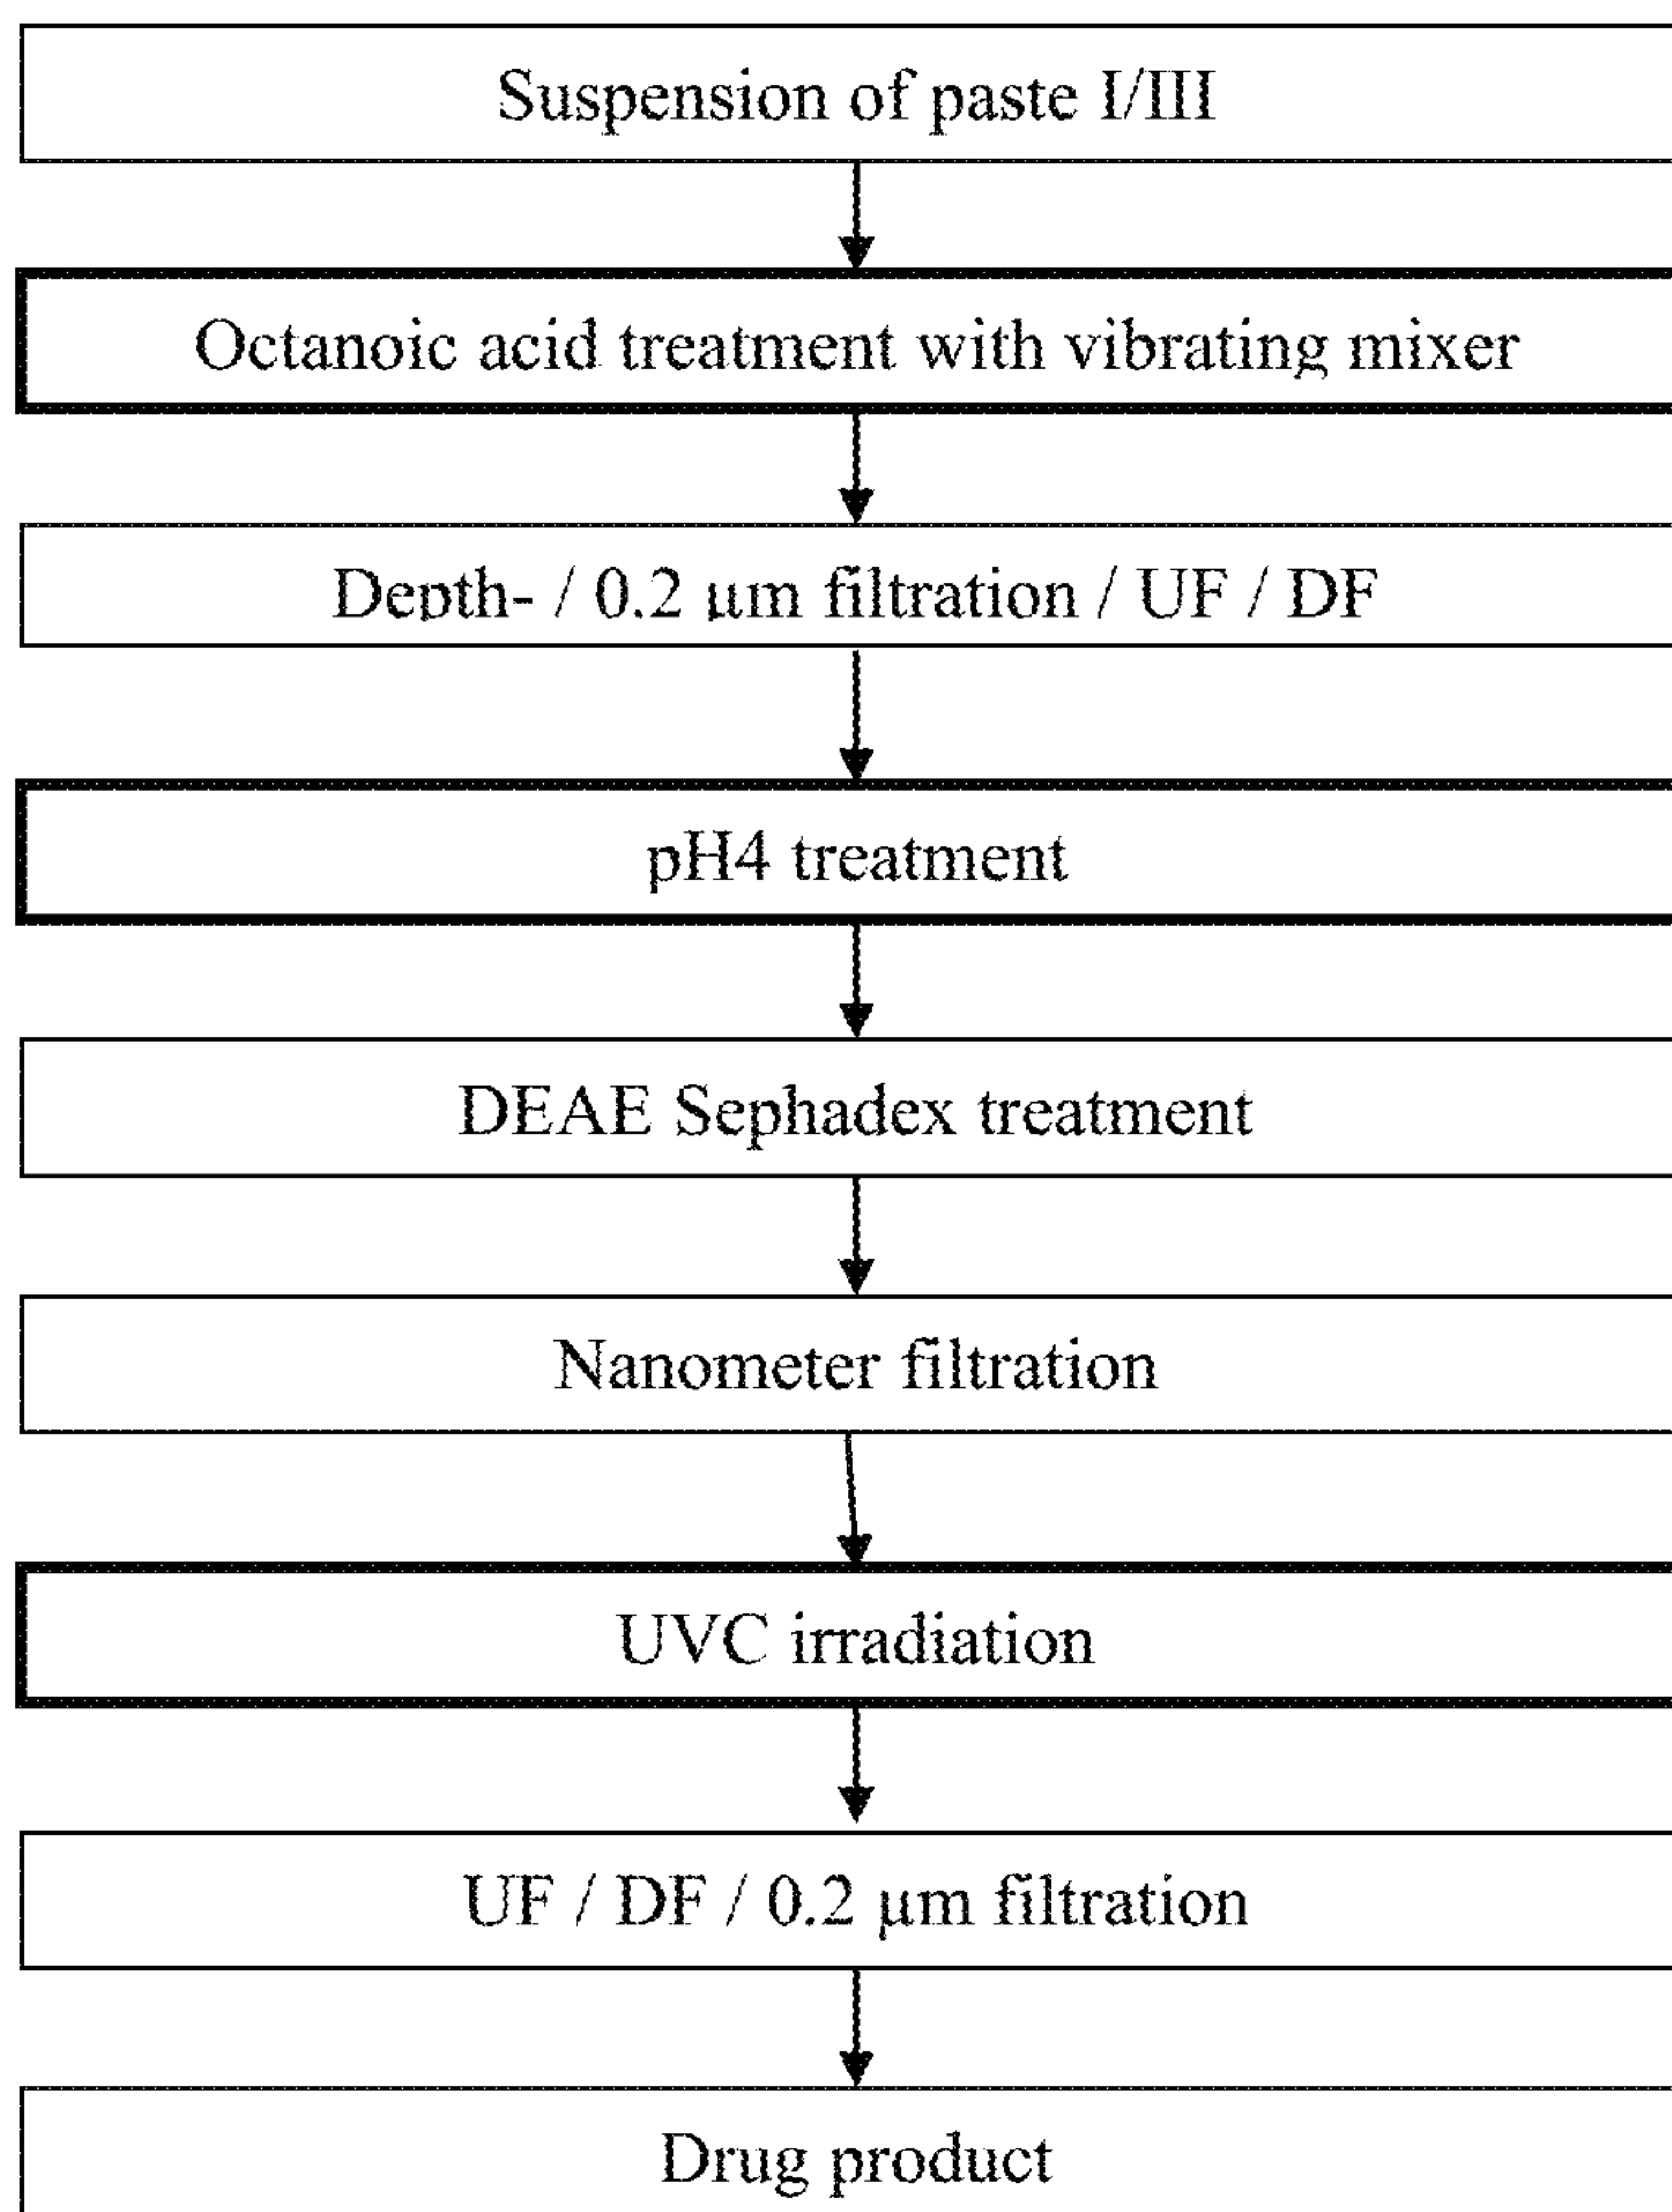 Suspension of paste I/III
Octanoic acid treatment with vibrating mixer
Depth- / 0.2 μm filtration / UF / DF
pH4 treatment
DEAE Sephadex treatment
Nanometer filtration
UVC irradiation
UF / DF / 0.2 μm filtration
Drug product